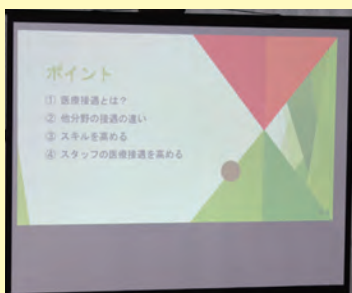 ポイント
① 医療接遇とは？
② 他分野の接遇の違い
③ スキルを高める
④ スタッフの医療接遇を高める